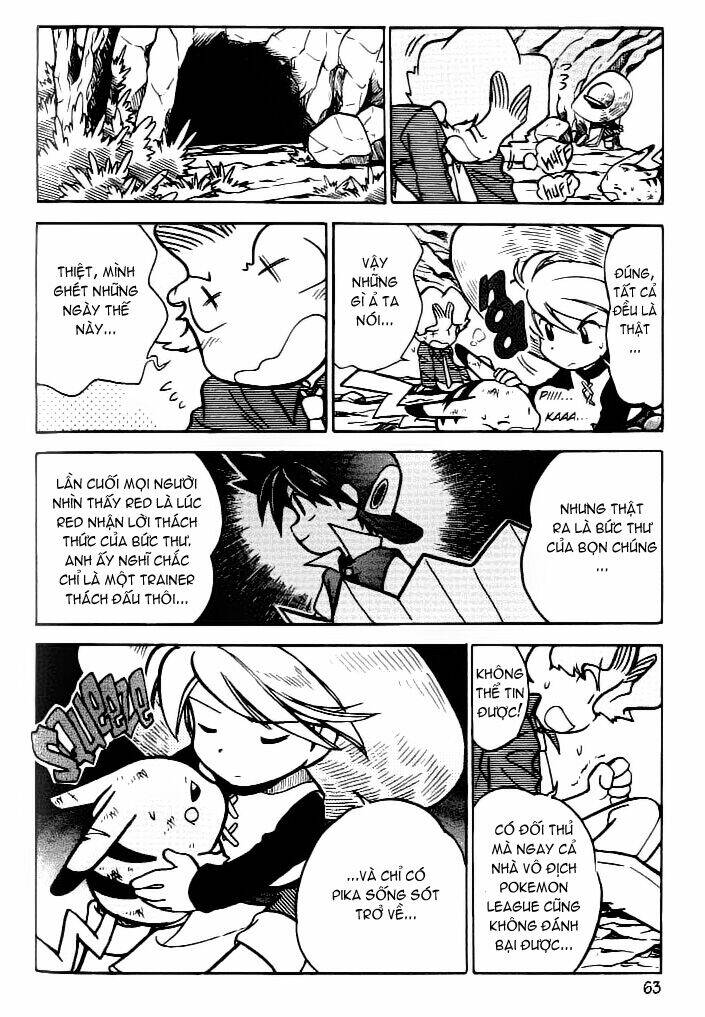 HUFF
HUFF
THIỆT, MÌNH
GHÉT NHỮNG
NGÀY THẾ
NÀY...
VẬY
NHỮNG
GÌ Ả TA
NÓI...
ĐÚNG,
TẤT CẢ
ĐỀU LÀ
THẬT
...
PIIII...
KAAA...
LẦN CUỐI MỌI NGƯỜI
NHÌN THẤY RED LÀ LÚC
RED NHẬN LỜI THÁCH
THỨC CỦA BỨC THƯ.
ANH ẤY NGHĨ CHẮC
CHỈ LÀ MỘT TRAINER
THÁCH ĐẤU THÔI...
NHƯNG THẬT
RA LÀ BỨC THƯ
CỦA BỌN CHÚNG
...
SQUEEZE
...VÀ CHỈ CÓ
PIKA SỐNG SÓT
TRỞ VỀ...
KHÔNG
THỂ TIN
ĐƯỢC!
CÓ ĐỐI THỦ
MÀ NGAY CẢ
NHÀ VÔ ĐỊCH
POKEMON
LEAGUE CŨNG
KHÔNG ĐÁNH
BẠI ĐƯỢC...
63